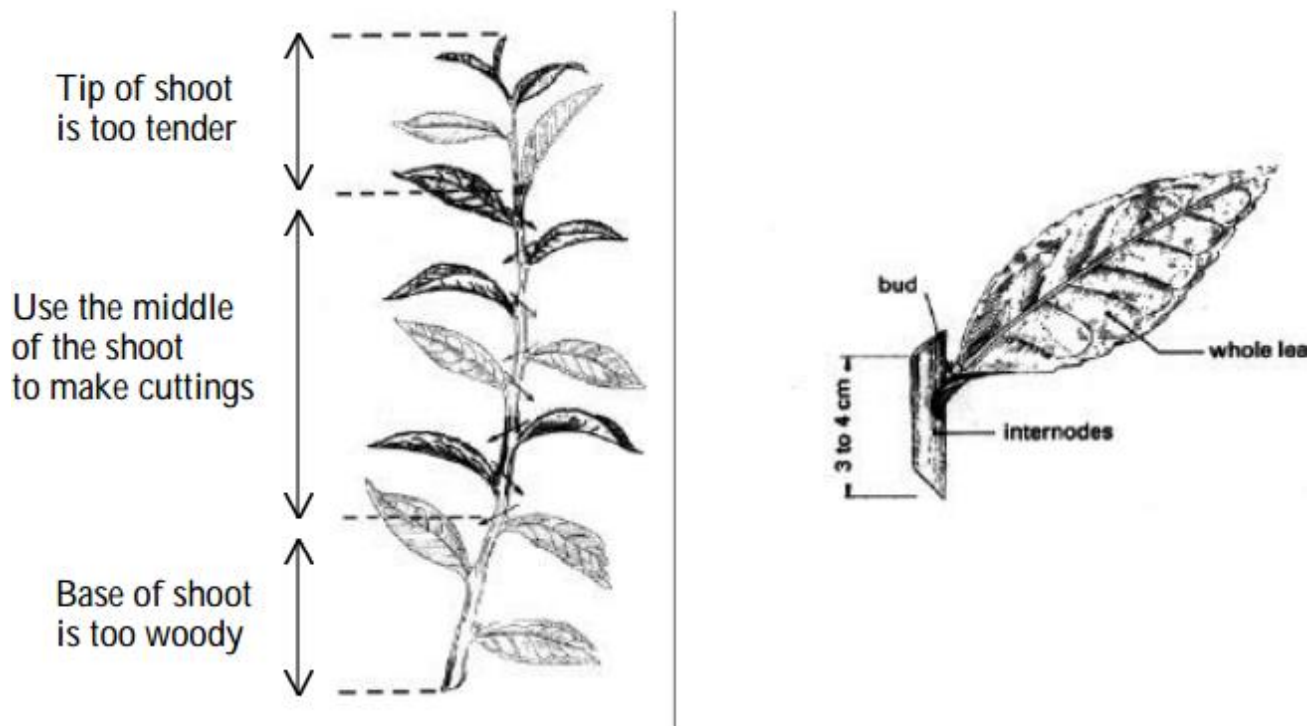 Tip of shoot
is too tender
Use the middle
of the shoot
to make cuttings
Base of shoot
is too woody
bud
whole lea
internodes
3 to 4 cm